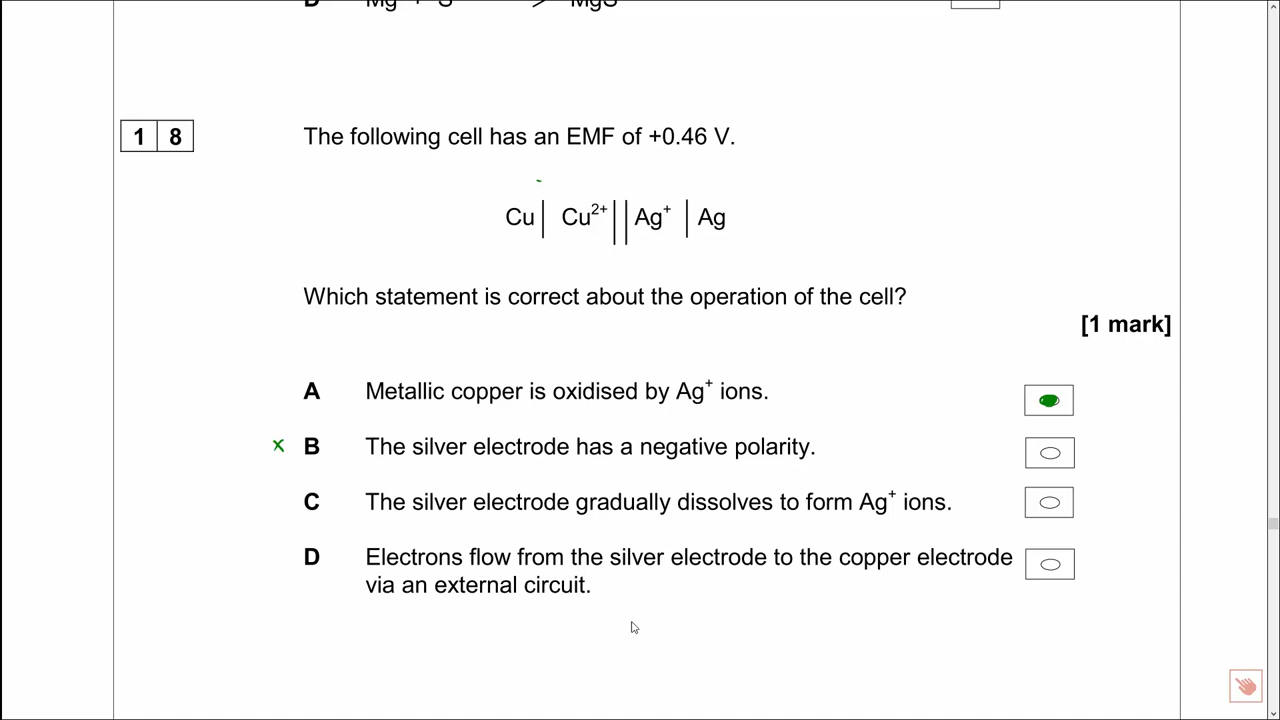 D Mg + S > MgS
1 8 The following cell has an EMF of +0.46 V.
Cu| Cu²⁺||Ag⁺ |Ag
Which statement is correct about the operation of the cell?
[1 mark]
A Metallic copper is oxidised by Ag⁺ ions.
x B The silver electrode has a negative polarity.
C The silver electrode gradually dissolves to form Ag⁺ ions.
D Electrons flow from the silver electrode to the copper electrode
via an external circuit.